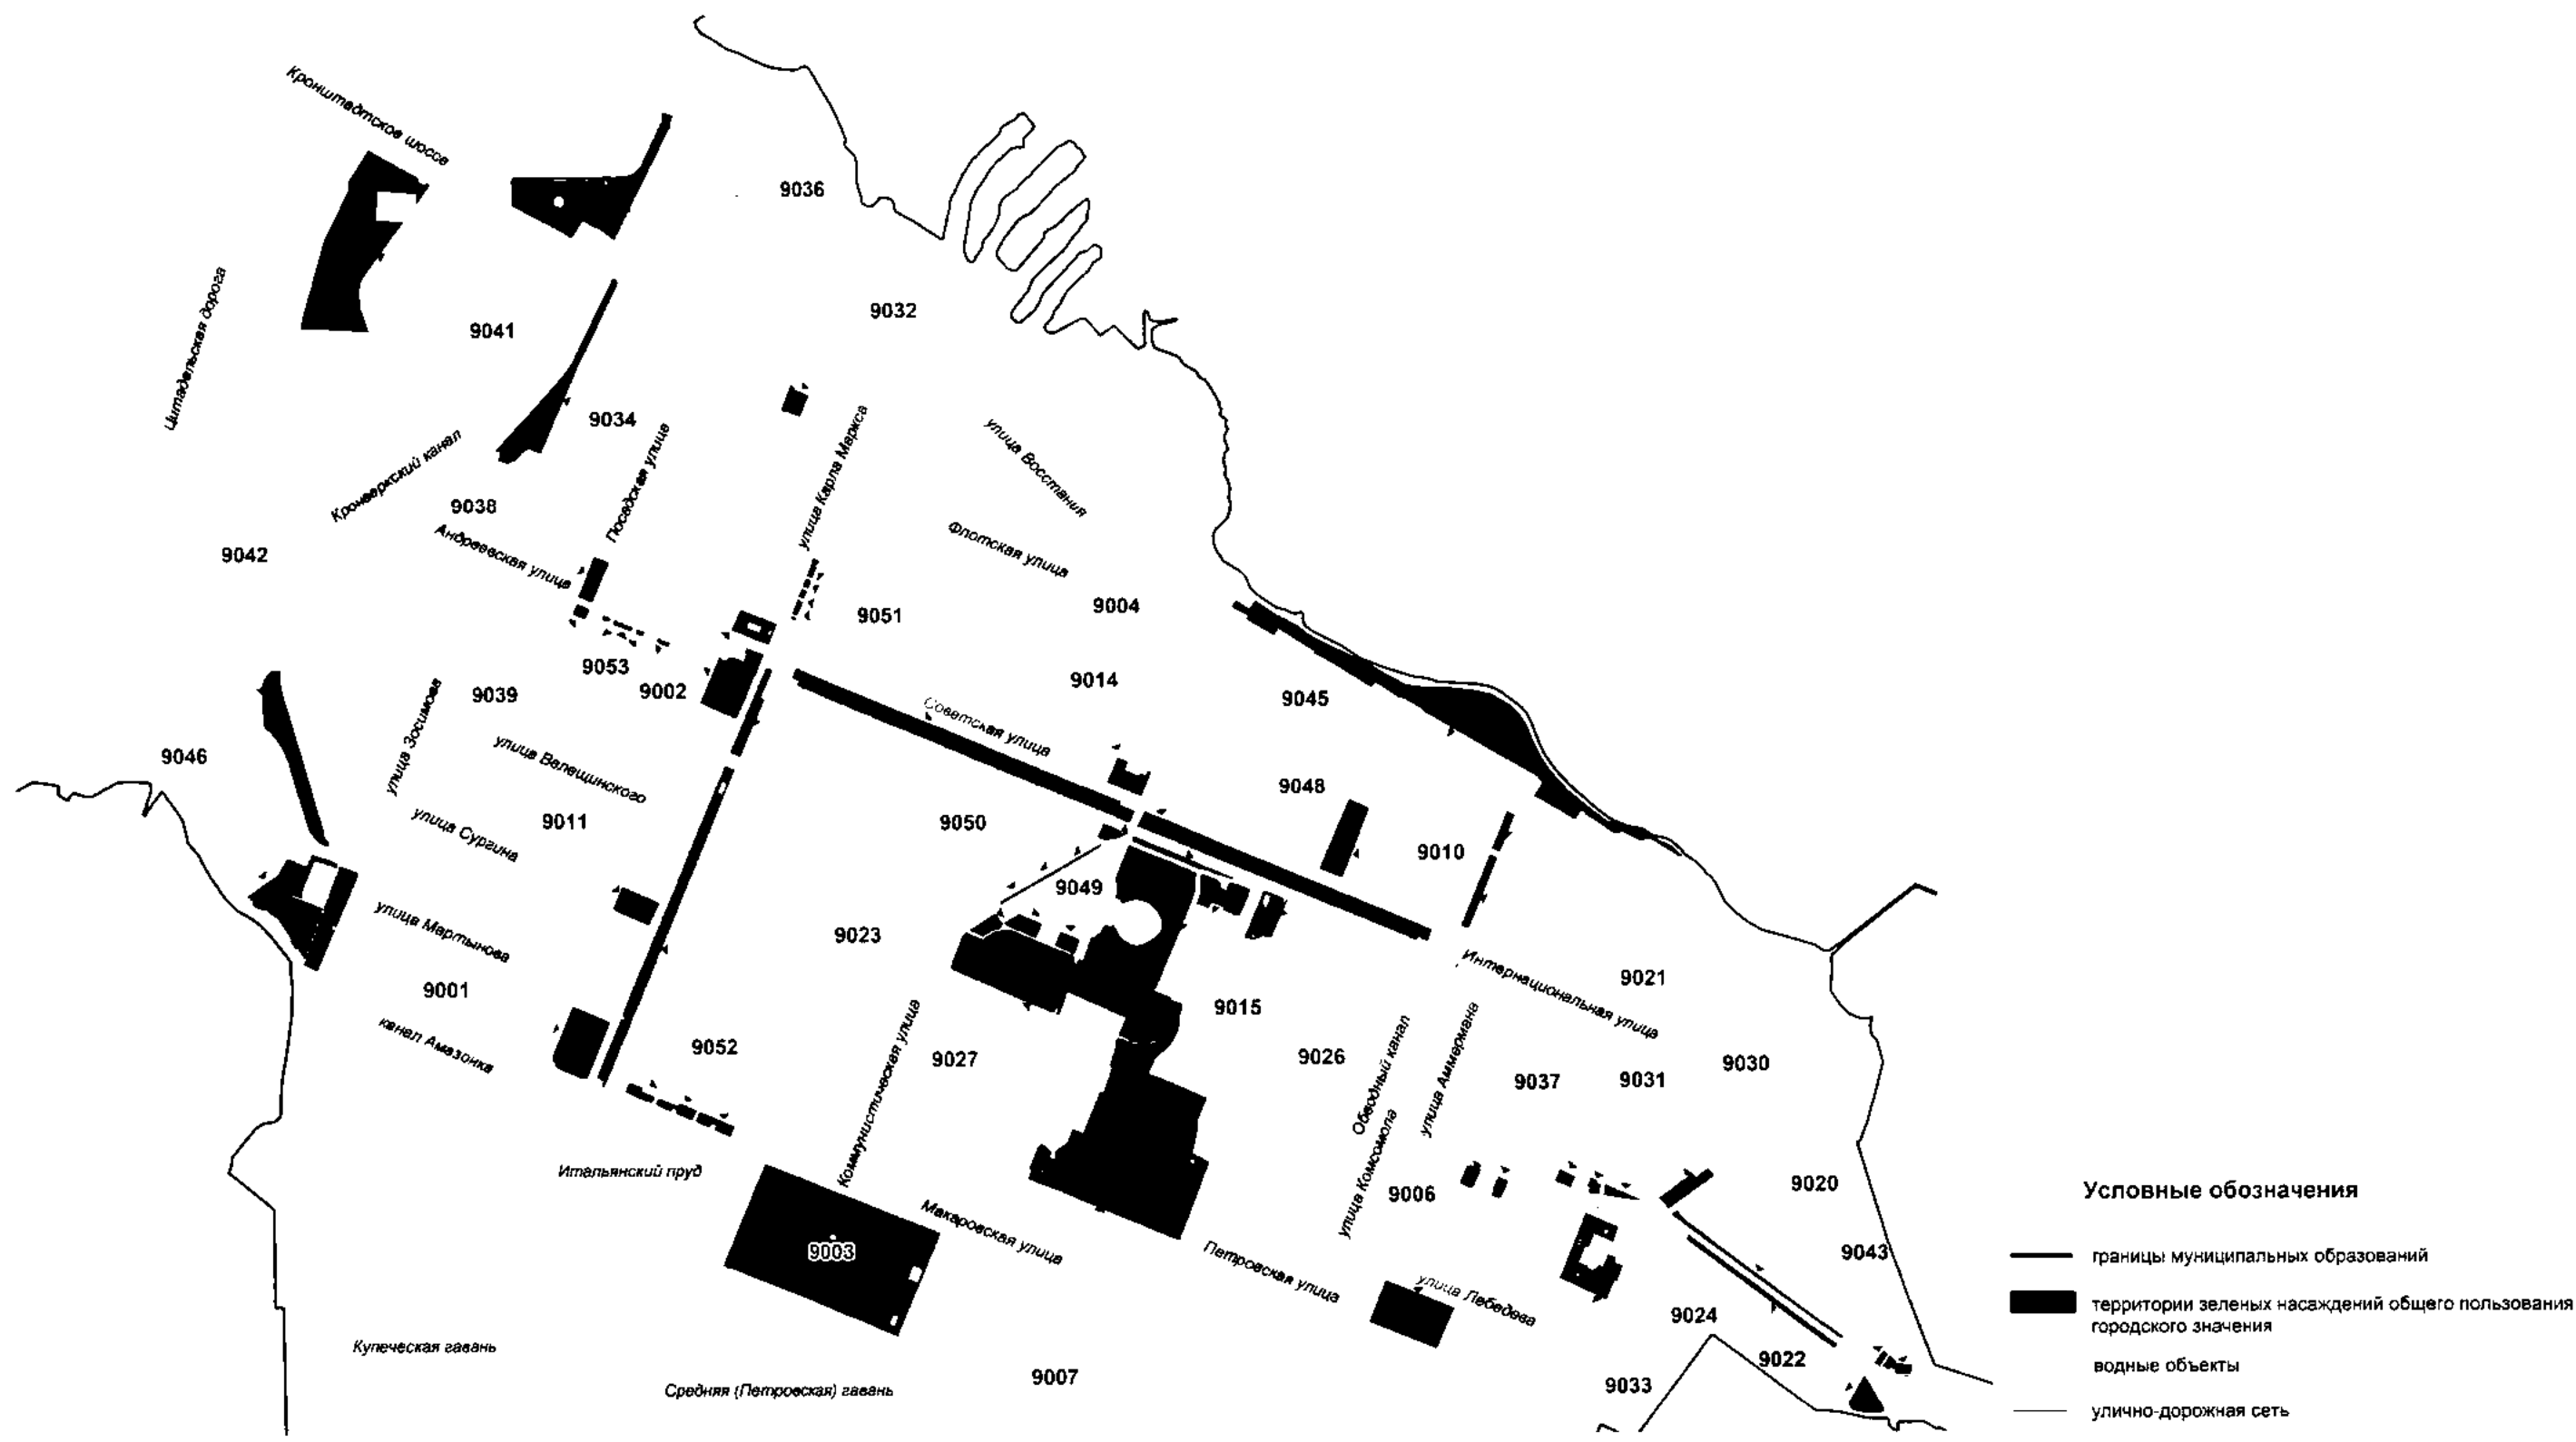 Кронштадтское шоссе
9036
9032
Цитадельская дорога
9041
9034
Посадская улица
улица Карла Маркса
улица Восстания
Кронверкский канал
9038
Андреевская улица
9042
Флотская улица
9004
9051
9053
9002
9014
9045
9039
улица Зосимова
Советская улица
9046
улица Велещинского
9048
9011
улица Сургина
9050
9010
9049
улица Мартынова
9023
9001
Интернациональная улица
9021
канал Амазонка
9015
9052
Коммунистическая улица
9027
9026
Обводный канал
улица Аммермана
9037
9031
9030
Итальянский пруд
улица Комсомола
9006
9020
Макаровская улица
9003
Петровская улица
улица Лебедева
9043
9024
9022
9033
Купеческая гавань
Средняя (Петровская) гавань
9007
Условные обозначения
границы муниципальных образований
территории зеленых насаждений общего пользования
городского значения
водные объекты
улично-дорожная сеть